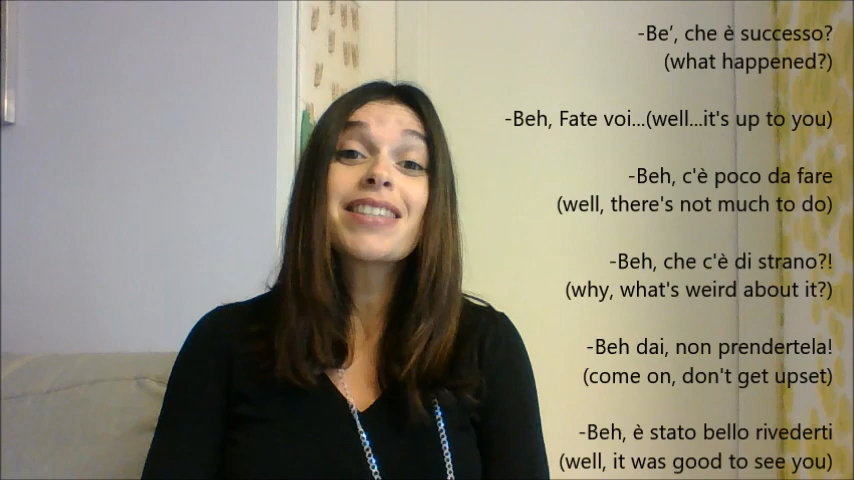 -Be’, che è successo?
(what happened?)
-Beh, Fate voi...(well...it's up to you)
-Beh, c'è poco da fare
(well, there's not much to do)
-Beh, che c'è di strano?!
(why, what's weird about it?)
-Beh dai, non prendertela!
(come on, don't get upset)
-Beh, è stato bello rivederti
(well, it was good to see you)